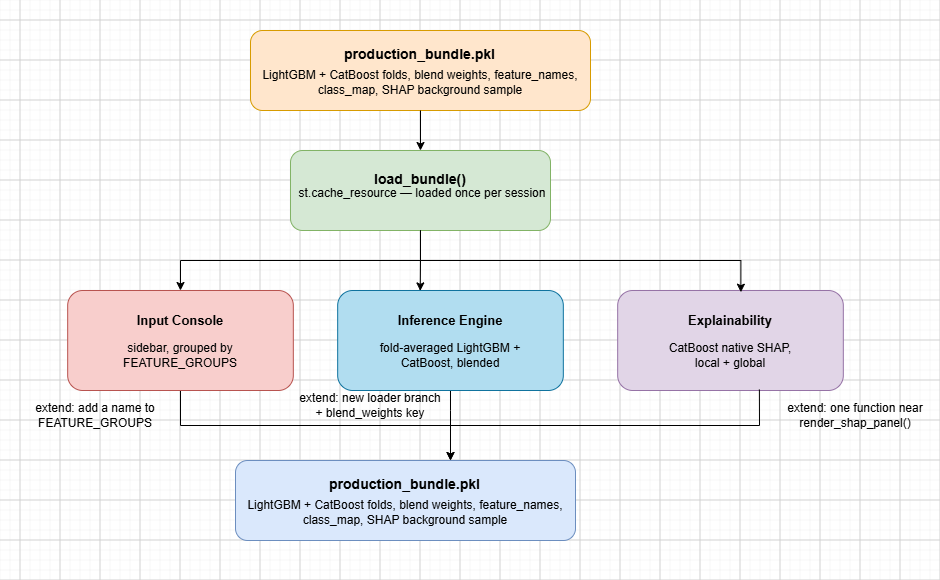 production_bundle.pkl
LightGBM + CatBoost folds, blend weights, feature_names,
class_map, SHAP background sample
load_bundle()
st.cache_resource — loaded once per session
Input Console
sidebar, grouped by
FEATURE_GROUPS
Inference Engine
fold-averaged LightGBM +
CatBoost, blended
Explainability
CatBoost native SHAP,
local + global
extend: add a name to
FEATURE_GROUPS
extend: new loader branch
+ blend_weights key
extend: one function near
render_shap_panel()
production_bundle.pkl
LightGBM + CatBoost folds, blend weights, feature_names,
class_map, SHAP background sample